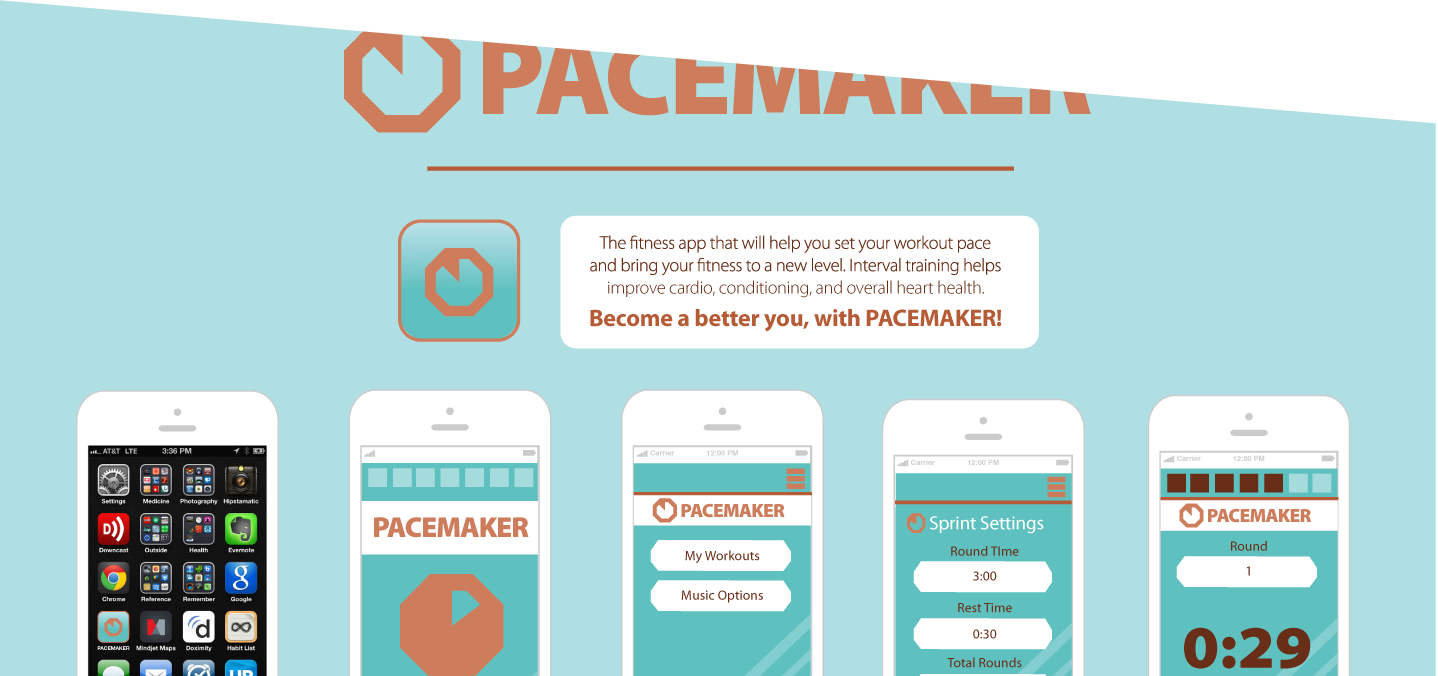 PACEMAKER
The fitness app that will help you set your workout pace
and bring your fitness to a new level. Interval training helps
improve cardio, conditioning, and overall heart health.
Become a better you, with PACEMAKER!
AT&T LTE 3:36 PM
Settings Medicine Photography Hipstamatic
Downcast Outside Health Evernote
Chrome Reference Remember Google
PACEMAKER Mindjet Maps Doximity Habit List
PACEMAKER
Carrier 12:00 PM
PACEMAKER
My Workouts
Music Options
Carrier 12:00 PM
Sprint Settings
Round TIme
3:00
Rest Time
0:30
Total Rounds
Carrier 12:00 PM
PACEMAKER
Round
1
0:29